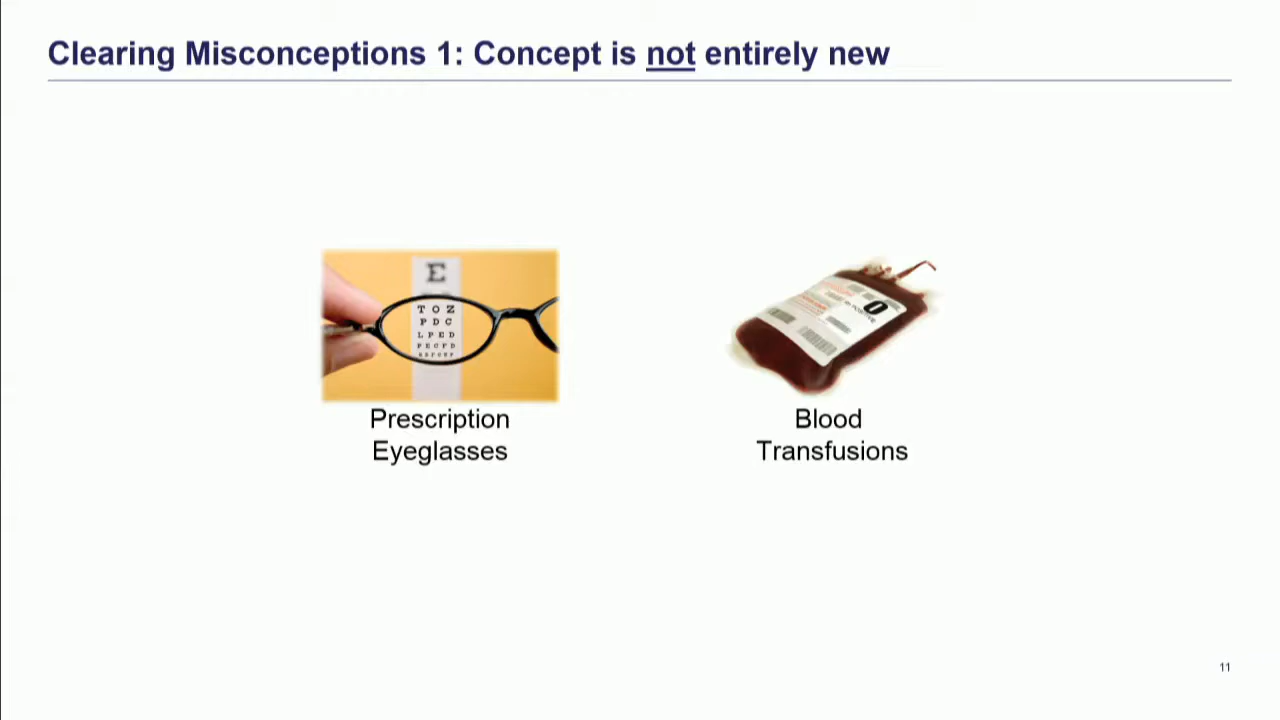 Clearing Misconceptions 1: Concept is not entirely new
E
T O Z
P D C
L P E D
P E C F D
Prescription
Eyeglasses
O
Blood
Transfusions
11